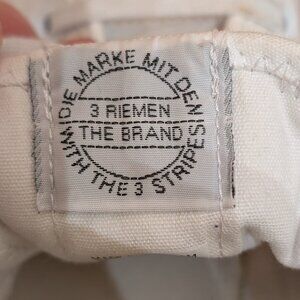 DIE MARKE MIT DEN
3 RIEMEN
THE BRAND
WITH THE 3 STRIPES